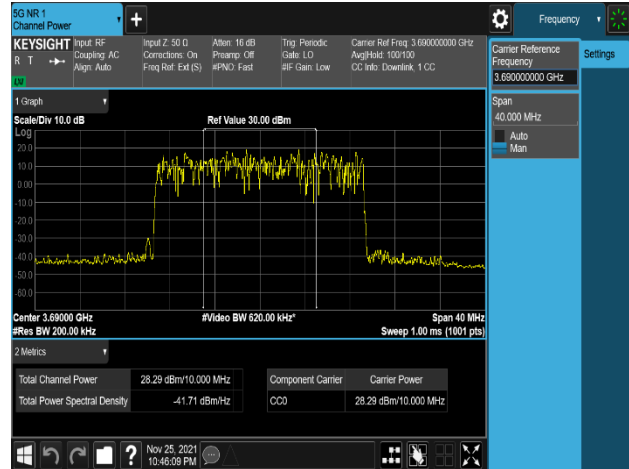 5G NR 1
Channel Power
+
Frequency
KEYSIGHT
R T
LXI
Input: RF
Coupling: AC
Align: Auto
Input Z: 50 Ω
Corrections: On
Freq Ref: Ext (S)
Atten: 16 dB
Preamp: Off
#PNO: Fast
Trig: Periodic
Gate: LO
#IF Gain: Low
Carrier Ref Freq: 3.690000000 GHz
Avg|Hold: 100/100
CC Info: Downlink, 1 CC
Carrier Reference
Frequency
3.690000000 GHz
Settings
Span
40.000 MHz
Auto
Man
1 Graph
Scale/Div 10.0 dB
Ref Value 30.00 dBm
Log
20.0
10.0
0.00
-10.0
-20.0
-30.0
-40.0
-50.0
-60.0
Center 3.69000 GHz
#Video BW 620.00 kHz*
Span 40 MHz
#Res BW 200.00 kHz
Sweep 1.00 ms (1001 pts)
2 Metrics
Total Channel Power 28.29 dBm/10.000 MHz
Total Power Spectral Density -41.71 dBm/Hz
Component Carrier Carrier Power
CC0 28.29 dBm/10.000 MHz
?
Nov 25, 2021
10:46:09 PM